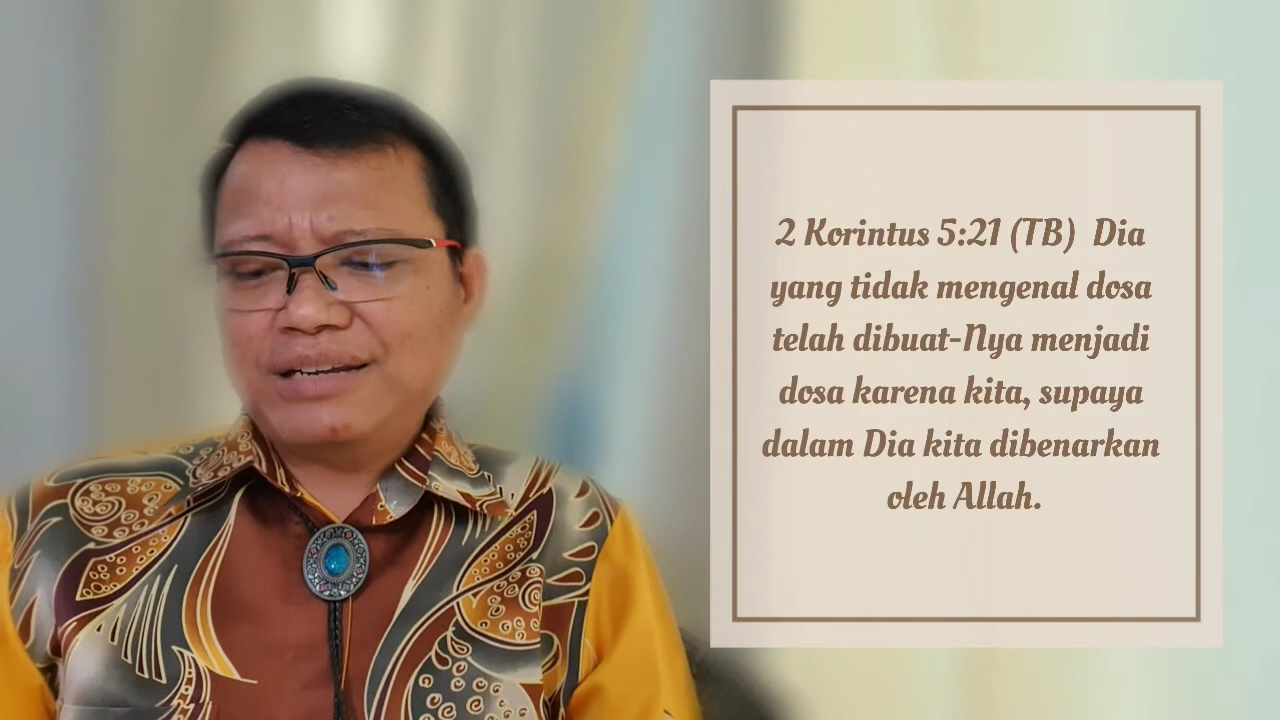 2 Korintus 5:21 (TB)  Dia
yang tidak mengenal dosa
telah dibuat-Nya menjadi
dosa karena kita, supaya
dalam Dia kita dibenarkan
oleh Allah.